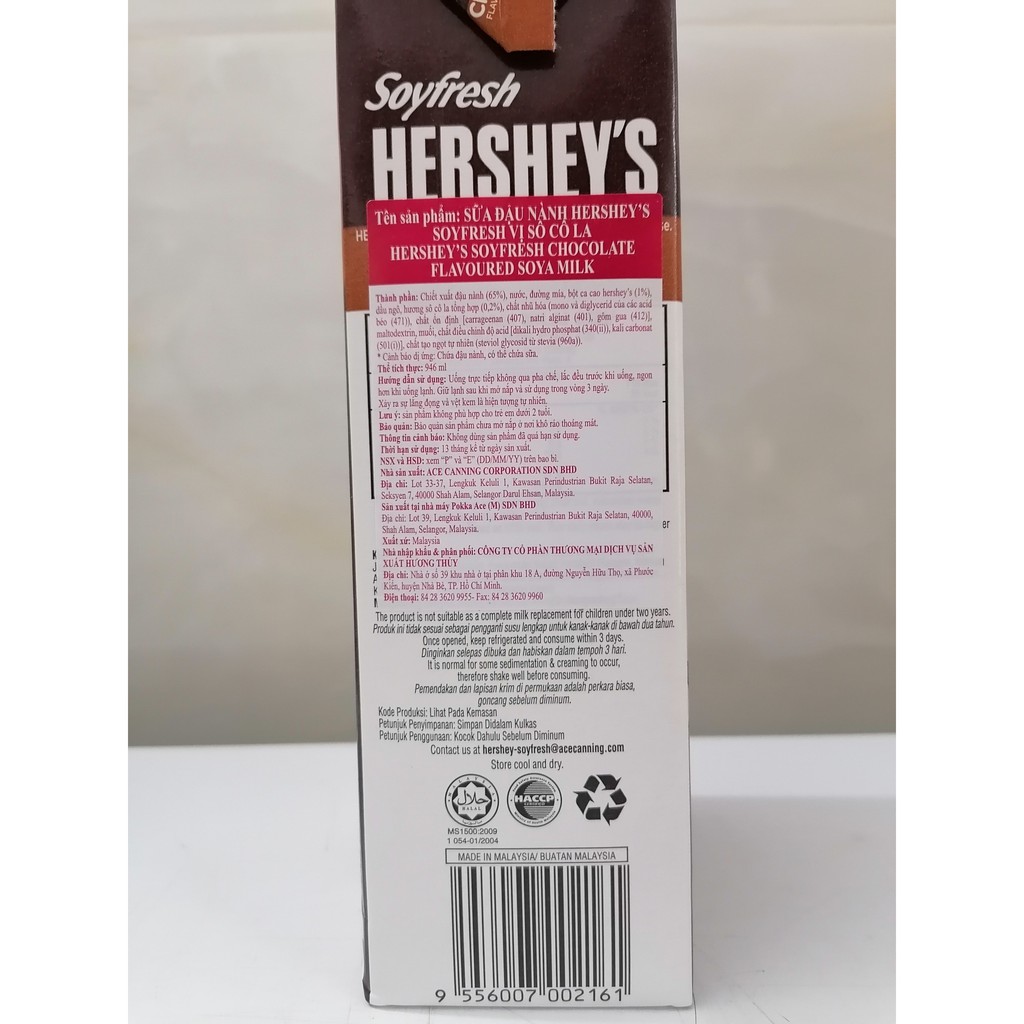 Soyfresh
HERSHEY'S
Tên sản phẩm: SỮA ĐẬU NÀNH HERSHEY'S
SOYFRESH VỊ SÔ CÔ LA
HERSHEY'S SOYFRESH CHOCOLATE
FLAVOURED SOYA MILK
Thành phần: Chiết xuất đậu nành (65%), nước, đường mía, bột ca cao hershey's (1%),
dầu ngô, hương sô cô la tổng hợp (0,2%), chất nhũ hóa (mono và diglycerid của các acid
béo (471)), chất ổn định [carrageenan (407), natri alginat (401), gôm gua (412)],
maltodextrin, muối, chất điều chỉnh độ acid [dikali hydro phosphat (340(ii)), kali carbonat
(501(i))], chất tạo ngọt tự nhiên (steviol glycosid từ stevia (960a)).
* Cảnh báo dị ứng: Chứa đậu nành, có thể chứa sữa.
Thể tích thực: 946 ml
Hướng dẫn sử dụng: Uống trực tiếp không qua pha chế, lắc đều trước khi uống, ngon
hơn khi uống lạnh. Giữ lạnh sau khi mở nắp và sử dụng trong vòng 3 ngày.
Xảy ra sự lắng đọng và vệt kem là hiện tượng tự nhiên.
Lưu ý: sản phẩm không phù hợp cho trẻ em dưới 2 tuổi.
Bảo quản: Bảo quản sản phẩm chưa mở nắp ở nơi khô ráo thoáng mát.
Thông tin cảnh báo: Không dùng sản phẩm đã quá hạn sử dụng.
Thời hạn sử dụng: 13 tháng kể từ ngày sản xuất.
NSX và HSD: xem "P" và "E" (DD/MM/YY) trên bao bì.
Nhà sản xuất: ACE CANNING CORPORATION SDN BHD
Địa chỉ: Lot 33-37, Lengkuk Keluli 1, Kawasan Perindustrian Bukit Raja Selatan,
Seksyen 7, 40000 Shah Alam, Selangor Darul Ehsan, Malaysia.
Sản xuất tại nhà máy Pokka Ace (M) SDN BHD
Địa chỉ: Lot 39, Lengkuk Keluli 1, Kawasan Perindustrian Bukit Raja Selatan, 40000,
Shah Alam, Selangor, Malaysia.
Xuất xứ: Malaysia
Nhà nhập khẩu & phân phối: CÔNG TY CỔ PHẦN THƯƠNG MẠI DỊCH VỤ SẢN
XUẤT HƯƠNG THỦY
Địa chỉ: Nhà ở số 39 khu nhà ở tại phân khu 18 A, đường Nguyễn Hữu Thọ, xã Phước
Kiển, huyện Nhà Bè, TP. Hồ Chí Minh.
Điện thoại: 84 28 3620 9955- Fax: 84 28 3620 9960
The product is not suitable as a complete milk replacement for children under two years.
Produk ini tidak sesuai sebagai pengganti susu lengkap untuk kanak-kanak di bawah dua tahun.
Once opened, keep refrigerated and consume within 3 days.
Dinginkan selepas dibuka dan habiskan dalam tempoh 3 hari.
It is normal for some sedimentation & creaming to occur,
therefore shake well before consuming.
Pemendakan dan lapisan krim di permukaan adalah perkara biasa,
goncang sebelum diminum.
Kode Produksi: Lihat Pada Kemasan
Petunjuk Penyimpanan: Simpan Didalam Kulkas
Petunjuk Penggunaan: Kocok Dahulu Sebelum Diminum
Contact us at hershey-soyfresh@acecanning.com
Store cool and dry.
حلال
HALAL
HACCP
MS1500:2009
1 054-01/2004
MADE IN MALAYSIA/ BUATAN MALAYSIA
9 556007 002161